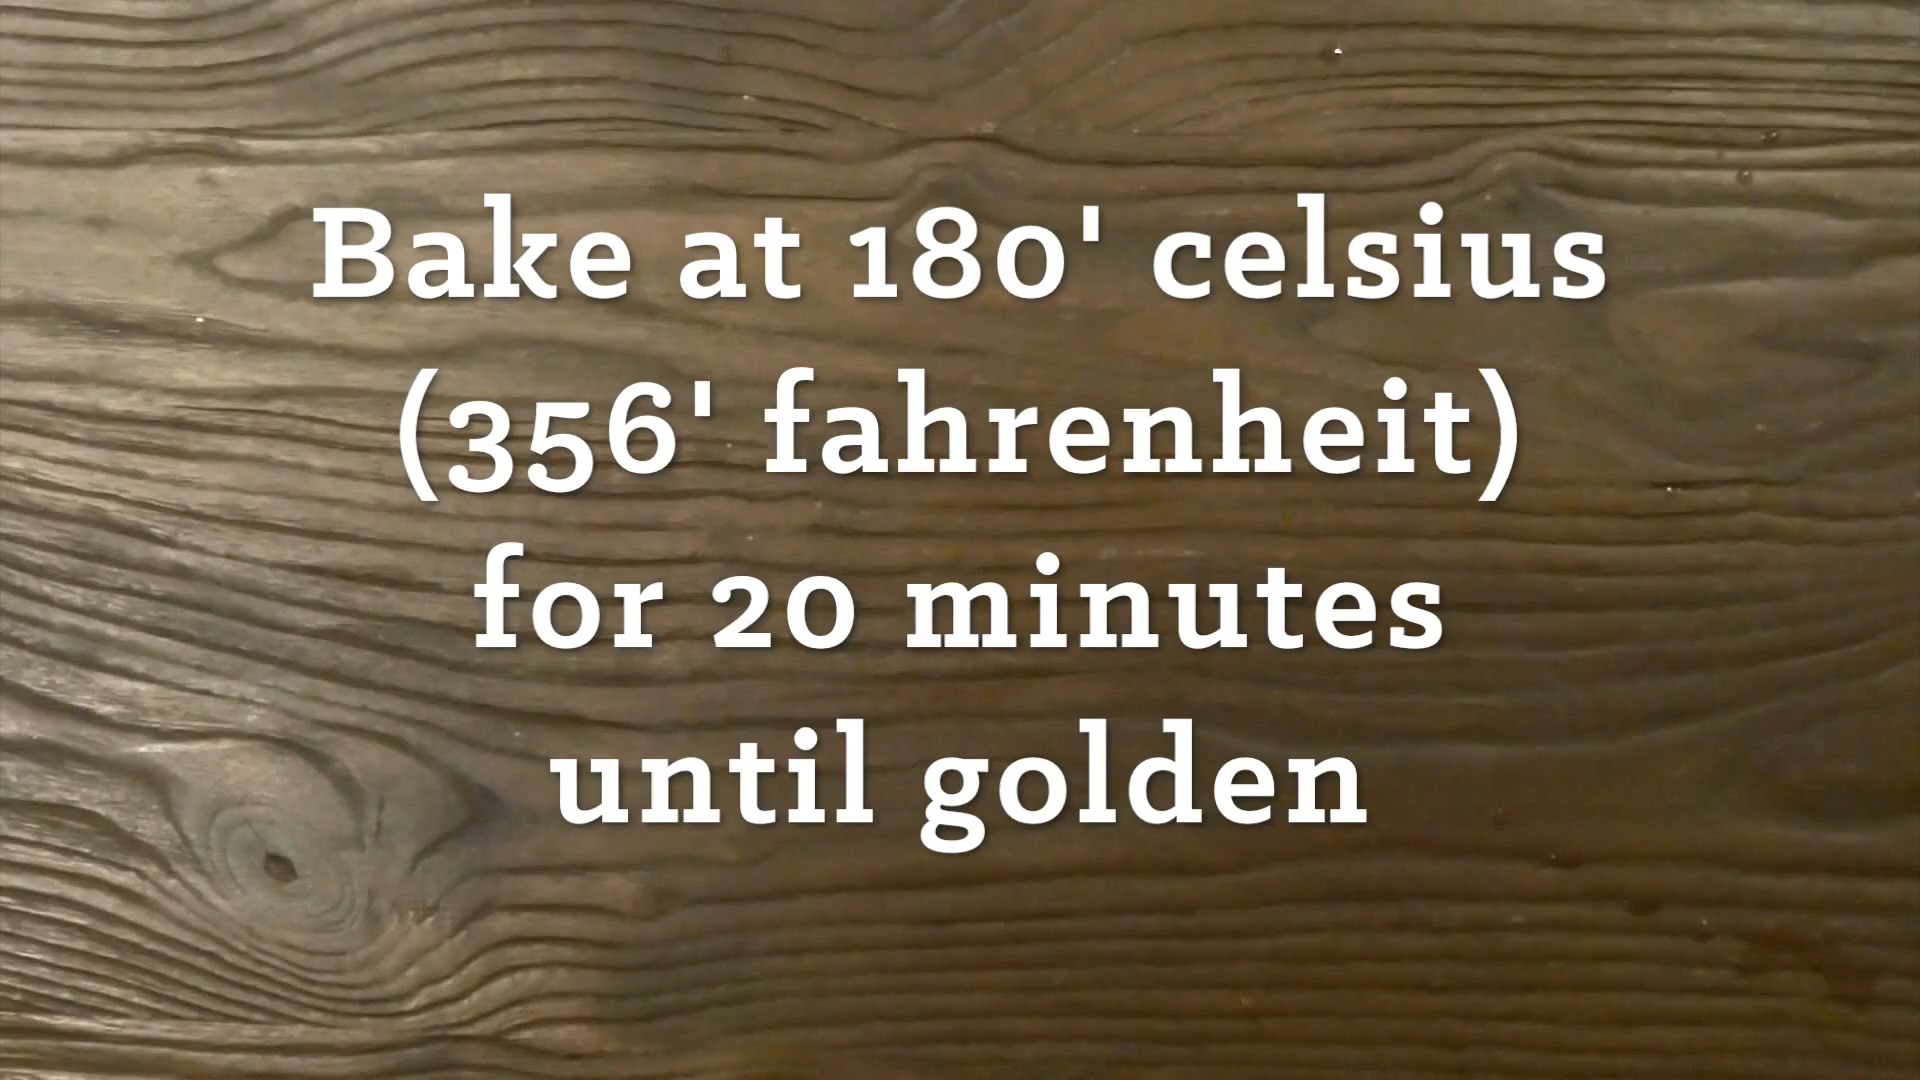 Bake at 180' celsius
(356' fahrenheit)
for 20 minutes
until golden